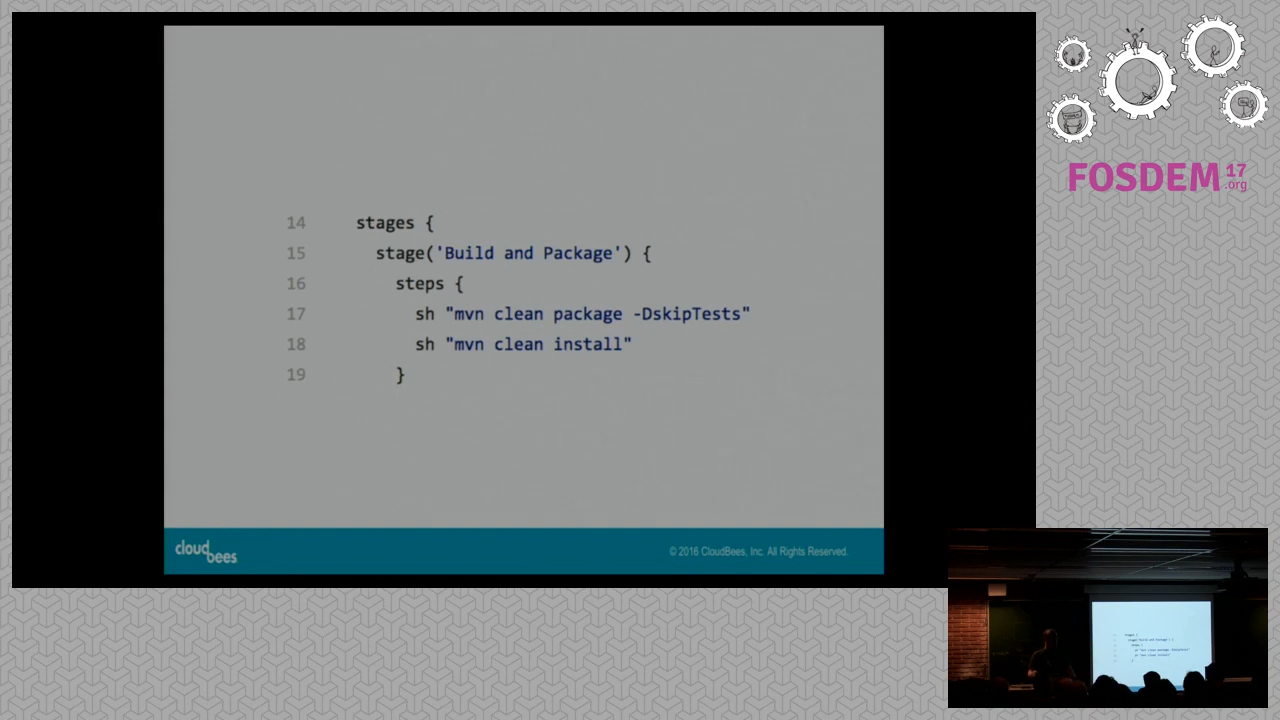 14 stages {
15 stage('Build and Package') {
16 steps {
17 sh "mvn clean package -DskipTests"
18 sh "mvn clean install"
19 }
cloudbees
© 2016 CloudBees, Inc. All Rights Reserved.
FOSDEM 17
.org